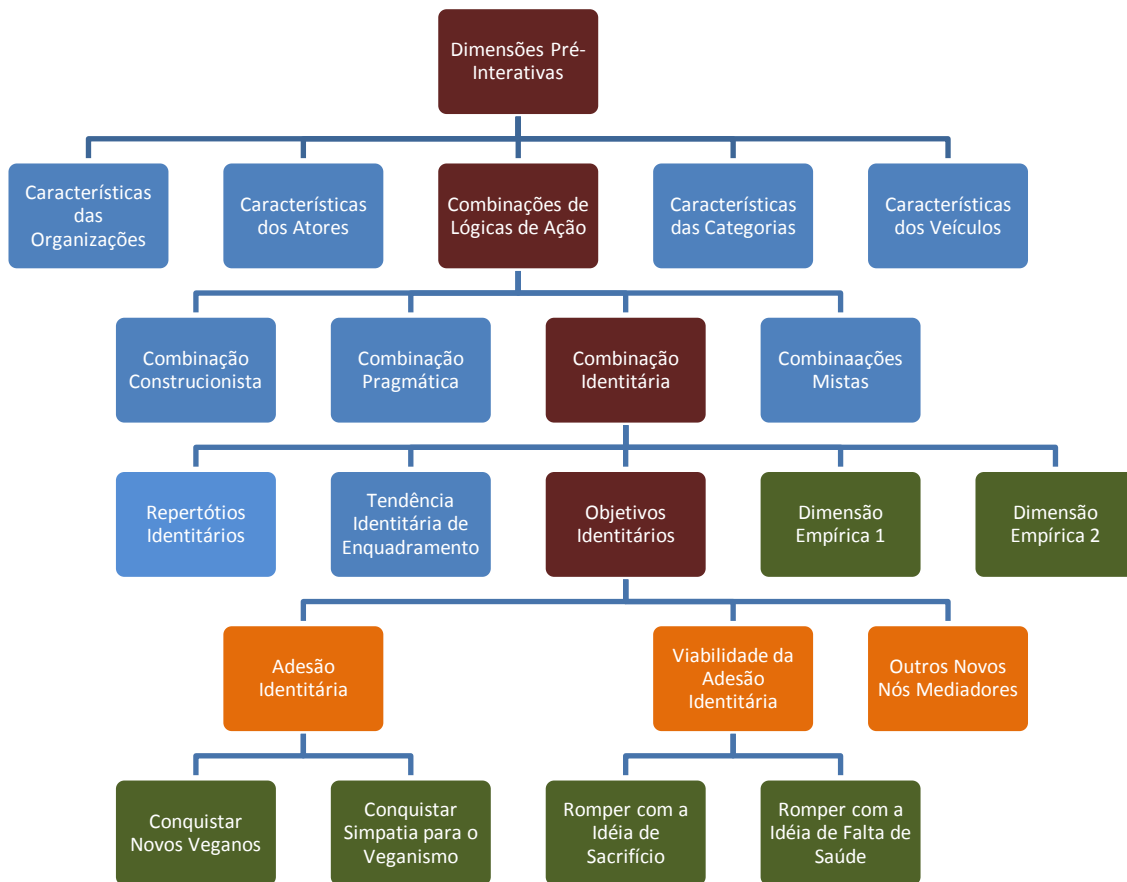 Dimensões Pré-
Interativas
Características
das
Organizações
Características
dos Atores
Combinações de
Lógicas de Ação
Características
das Categorias
Características
dos Veículos
Combinação
Construcionista
Combinação
Pragmática
Combinação
Identitária
Combinaações
Mistas
Repertótios
Identitários
Tendência
Identitária de
Enquadramento
Objetivos
Identitários
Dimensão
Empírica 1
Dimensão
Empírica 2
Adesão
Identitária
Viabilidade da
Adesão
Identitária
Outros Novos
Nós Mediadores
Conquistar
Novos Veganos
Conquistar
Simpatia para o
Veganismo
Romper com a
Idéia de
Sacrifício
Romper com a
Idéia de Falta de
Saúde